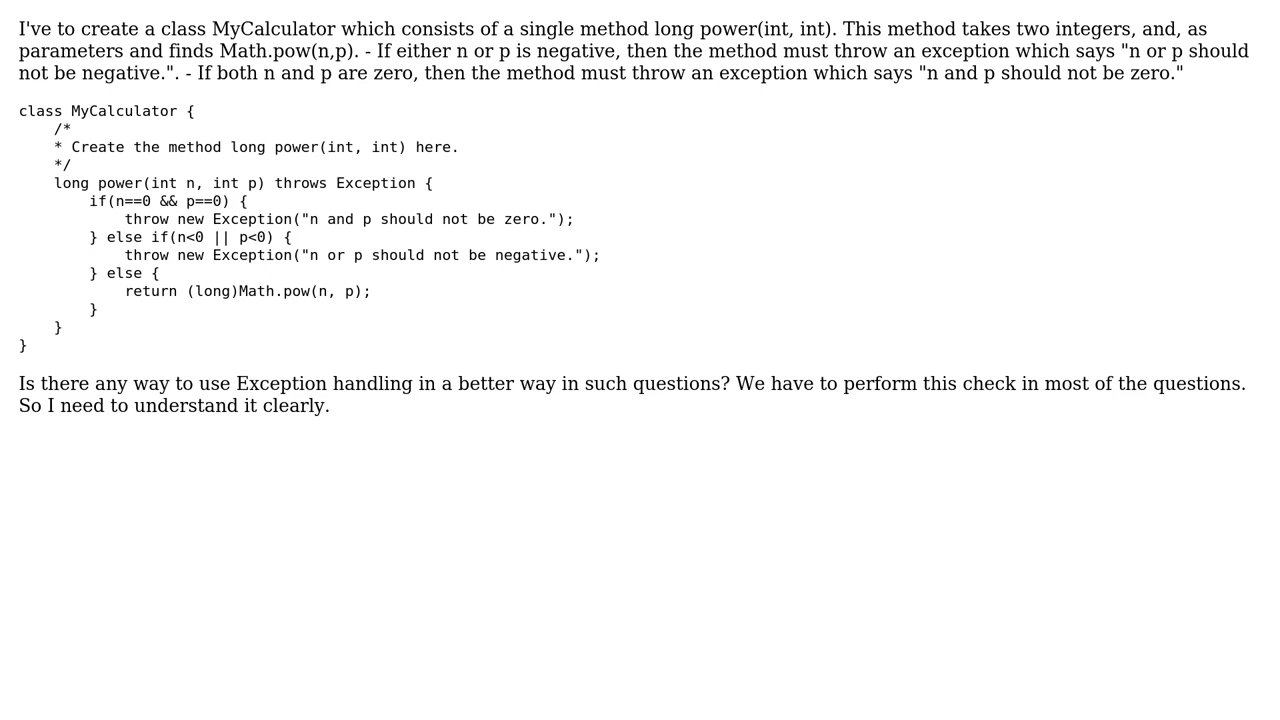 I've to create a class MyCalculator which consists of a single method long power(int, int). This method takes two integers, and, as
parameters and finds Math.pow(n,p). - If either n or p is negative, then the method must throw an exception which says "n or p should
not be negative.". - If both n and p are zero, then the method must throw an exception which says "n and p should not be zero."
class MyCalculator {
    /*
    * Create the method long power(int, int) here.
    */
    long power(int n, int p) throws Exception {
        if(n==0 && p==0) {
            throw new Exception("n and p should not be zero.");
        } else if(n<0 || p<0) {
            throw new Exception("n or p should not be negative.");
        } else {
            return (long)Math.pow(n, p);
        }
    }
}
Is there any way to use Exception handling in a better way in such questions? We have to perform this check in most of the questions.
So I need to understand it clearly.